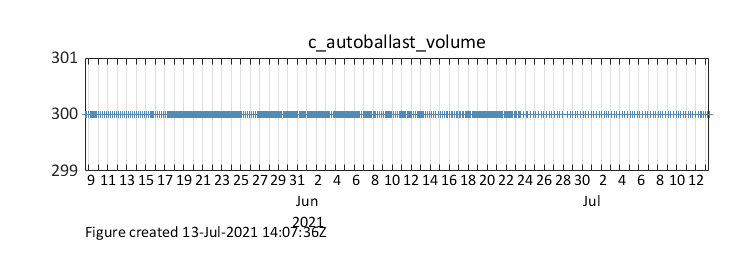 c_autoballast_volume
301
300
299
9 11 13 15 17 19 21 23 25 27 29 31 2 4 6 8 10 12 14 16 18 20 22 24 26 28 30 2 4 6 8 10 12
Jun Jul
2021
Figure created 13-Jul-2021 14:07:36Z